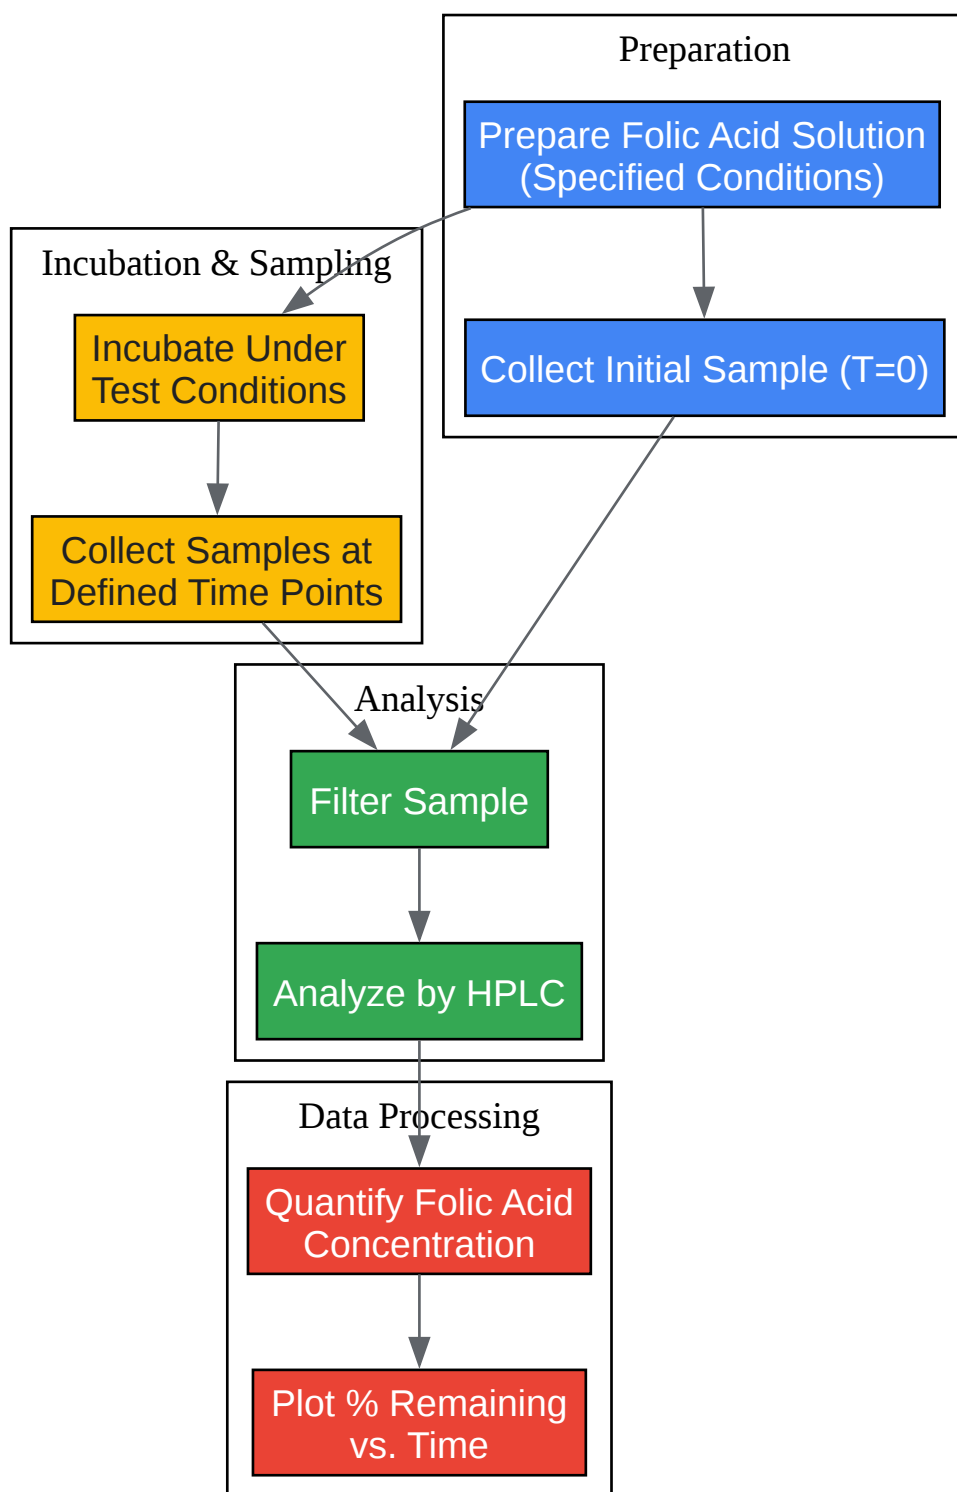 Preparation
Prepare Folic Acid Solution
(Specified Conditions)
Collect Initial Sample (T=0)
Incubation & Sampling
Incubate Under
Test Conditions
Collect Samples at
Defined Time Points
Analysis
Filter Sample
Analyze by HPLC
Data Processing
Quantify Folic Acid
Concentration
Plot % Remaining
vs. Time